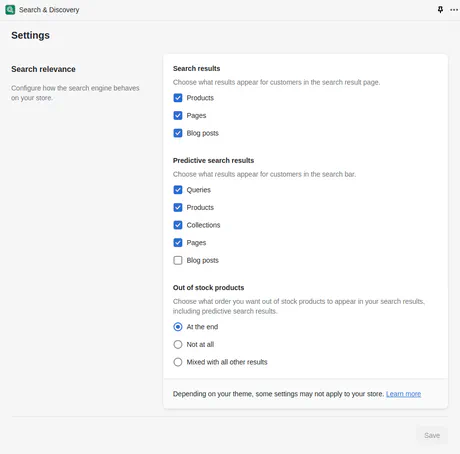 Search & Discovery
Settings
Search relevance
Configure how the search engine behaves
on your store.
Search results
Choose what results appear for customers in the search result page.
Products
Pages
Blog posts
Predictive search results
Choose what results appear for customers in the search bar.
Queries
Products
Collections
Pages
Blog posts
Out of stock products
Choose what order you want out of stock products to appear in your search results,
including predictive search results.
At the end
Not at all
Mixed with all other results
Depending on your theme, some settings may not apply to your store. Learn more
Save